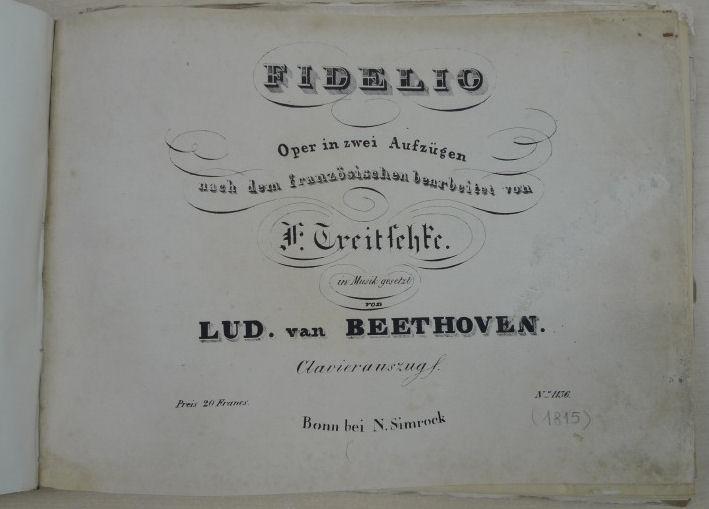 FIDELIO
Oper in zwei Aufzügen
nach dem französischen bearbeitet von
F. Treitschke.
in Musik gesetzt
von
LUD. van BEETHOVEN.
Clavierauszug.
Preis 20 Francs.
No. 1156.
(1815)
Bonn bei N. Simrock